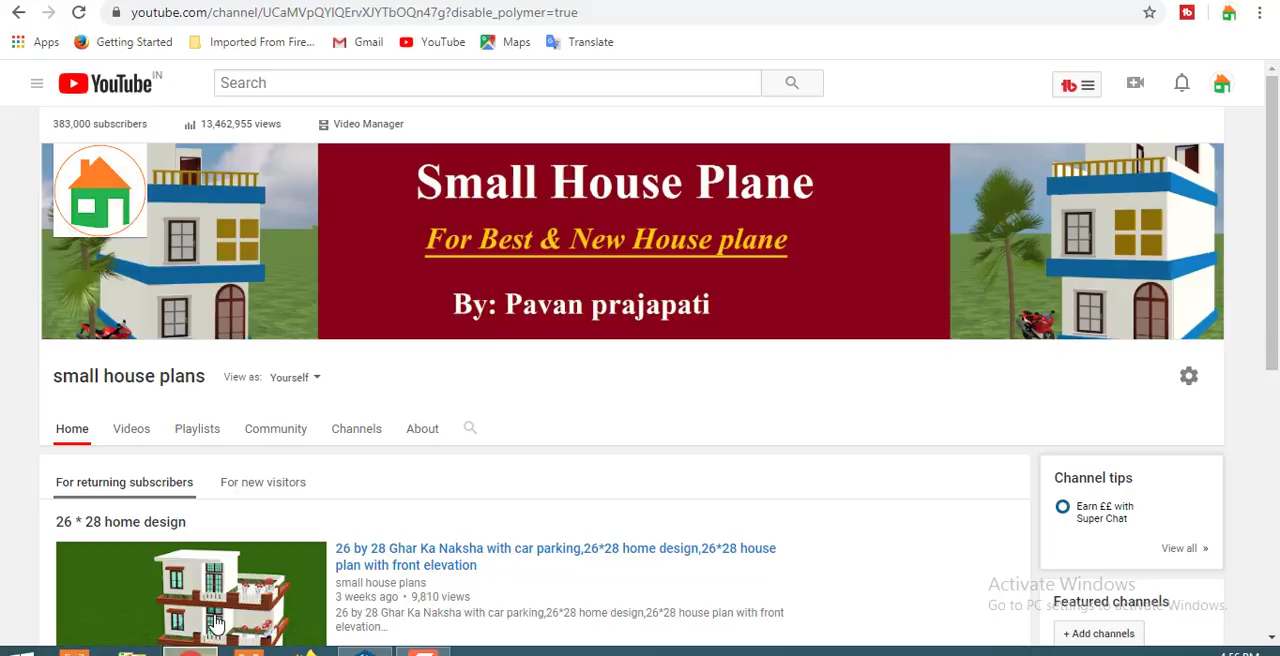 youtube.com/channel/UCaMVpQYlQErvXJYTbOQn47g?disable_polymer=true
Apps Getting Started Imported From Fire... Gmail YouTube Maps Translate
YouTube IN Search
383,000 subscribers 13,462,955 views Video Manager
Small House Plane
For Best & New House plane
By: Pavan prajapati
small house plans View as: Yourself
Home Videos Playlists Community Channels About
For returning subscribers For new visitors
Channel tips
Earn ££ with
Super Chat
View all »
26 * 28 home design
26 by 28 Ghar Ka Naksha with car parking,26*28 home design,26*28 house
plan with front elevation
small house plans
3 weeks ago • 9,810 views
26 by 28 Ghar Ka Naksha with car parking,26*28 home design,26*28 house plan with front
elevation...
Activate Windows
Go to PC settings to activate Windows.
Featured channels
+ Add channels